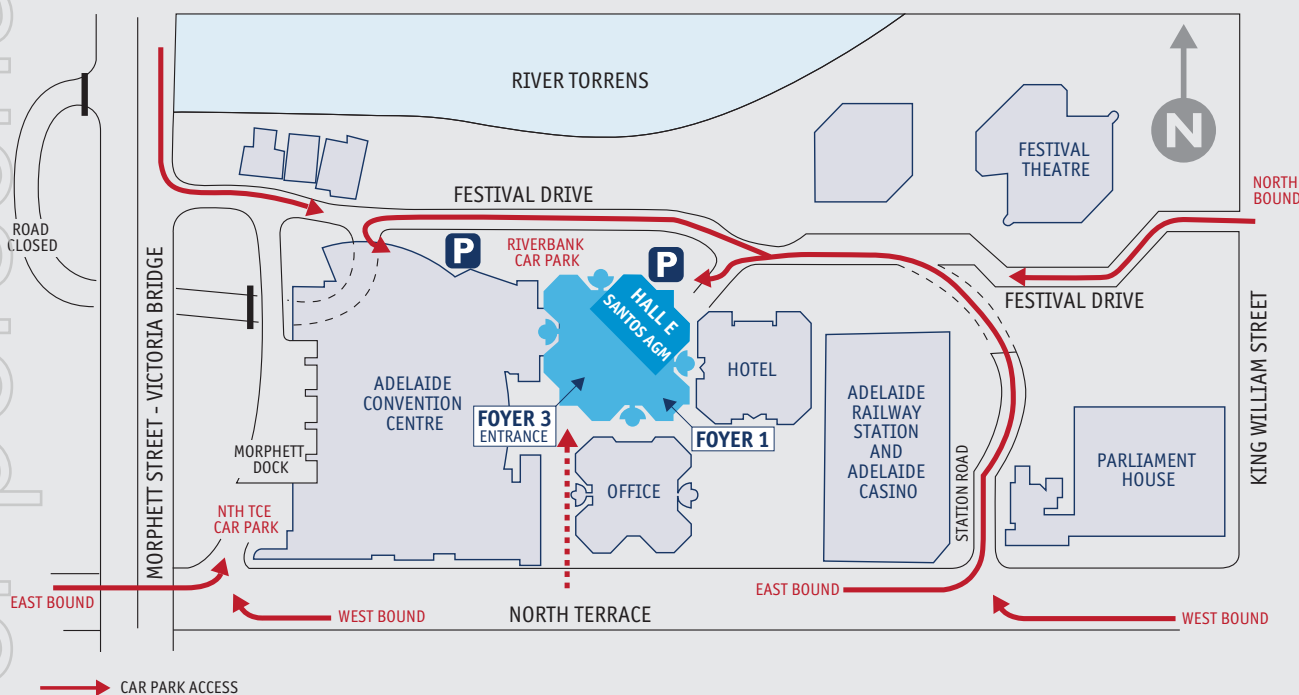 RIVER TORRENS
FESTIVAL
THEATRE
N
NORTH
BOUND
FESTIVAL DRIVE
ROAD
CLOSED
P
RIVERBANK
CAR PARK
P
HALL E
SANTOS AGM
FESTIVAL DRIVE
MORPHETT STREET - VICTORIA BRIDGE
KING WILLIAM STREET
ADELAIDE
CONVENTION
CENTRE
HOTEL
ADELAIDE
RAILWAY
STATION
AND
ADELAIDE
CASINO
FOYER 3
ENTRANCE
FOYER 1
MORPHETT
DOCK
OFFICE
STATION ROAD
PARLIAMENT
HOUSE
NTH TCE
CAR PARK
EAST BOUND
WEST BOUND
NORTH TERRACE
EAST BOUND
WEST BOUND
CAR PARK ACCESS